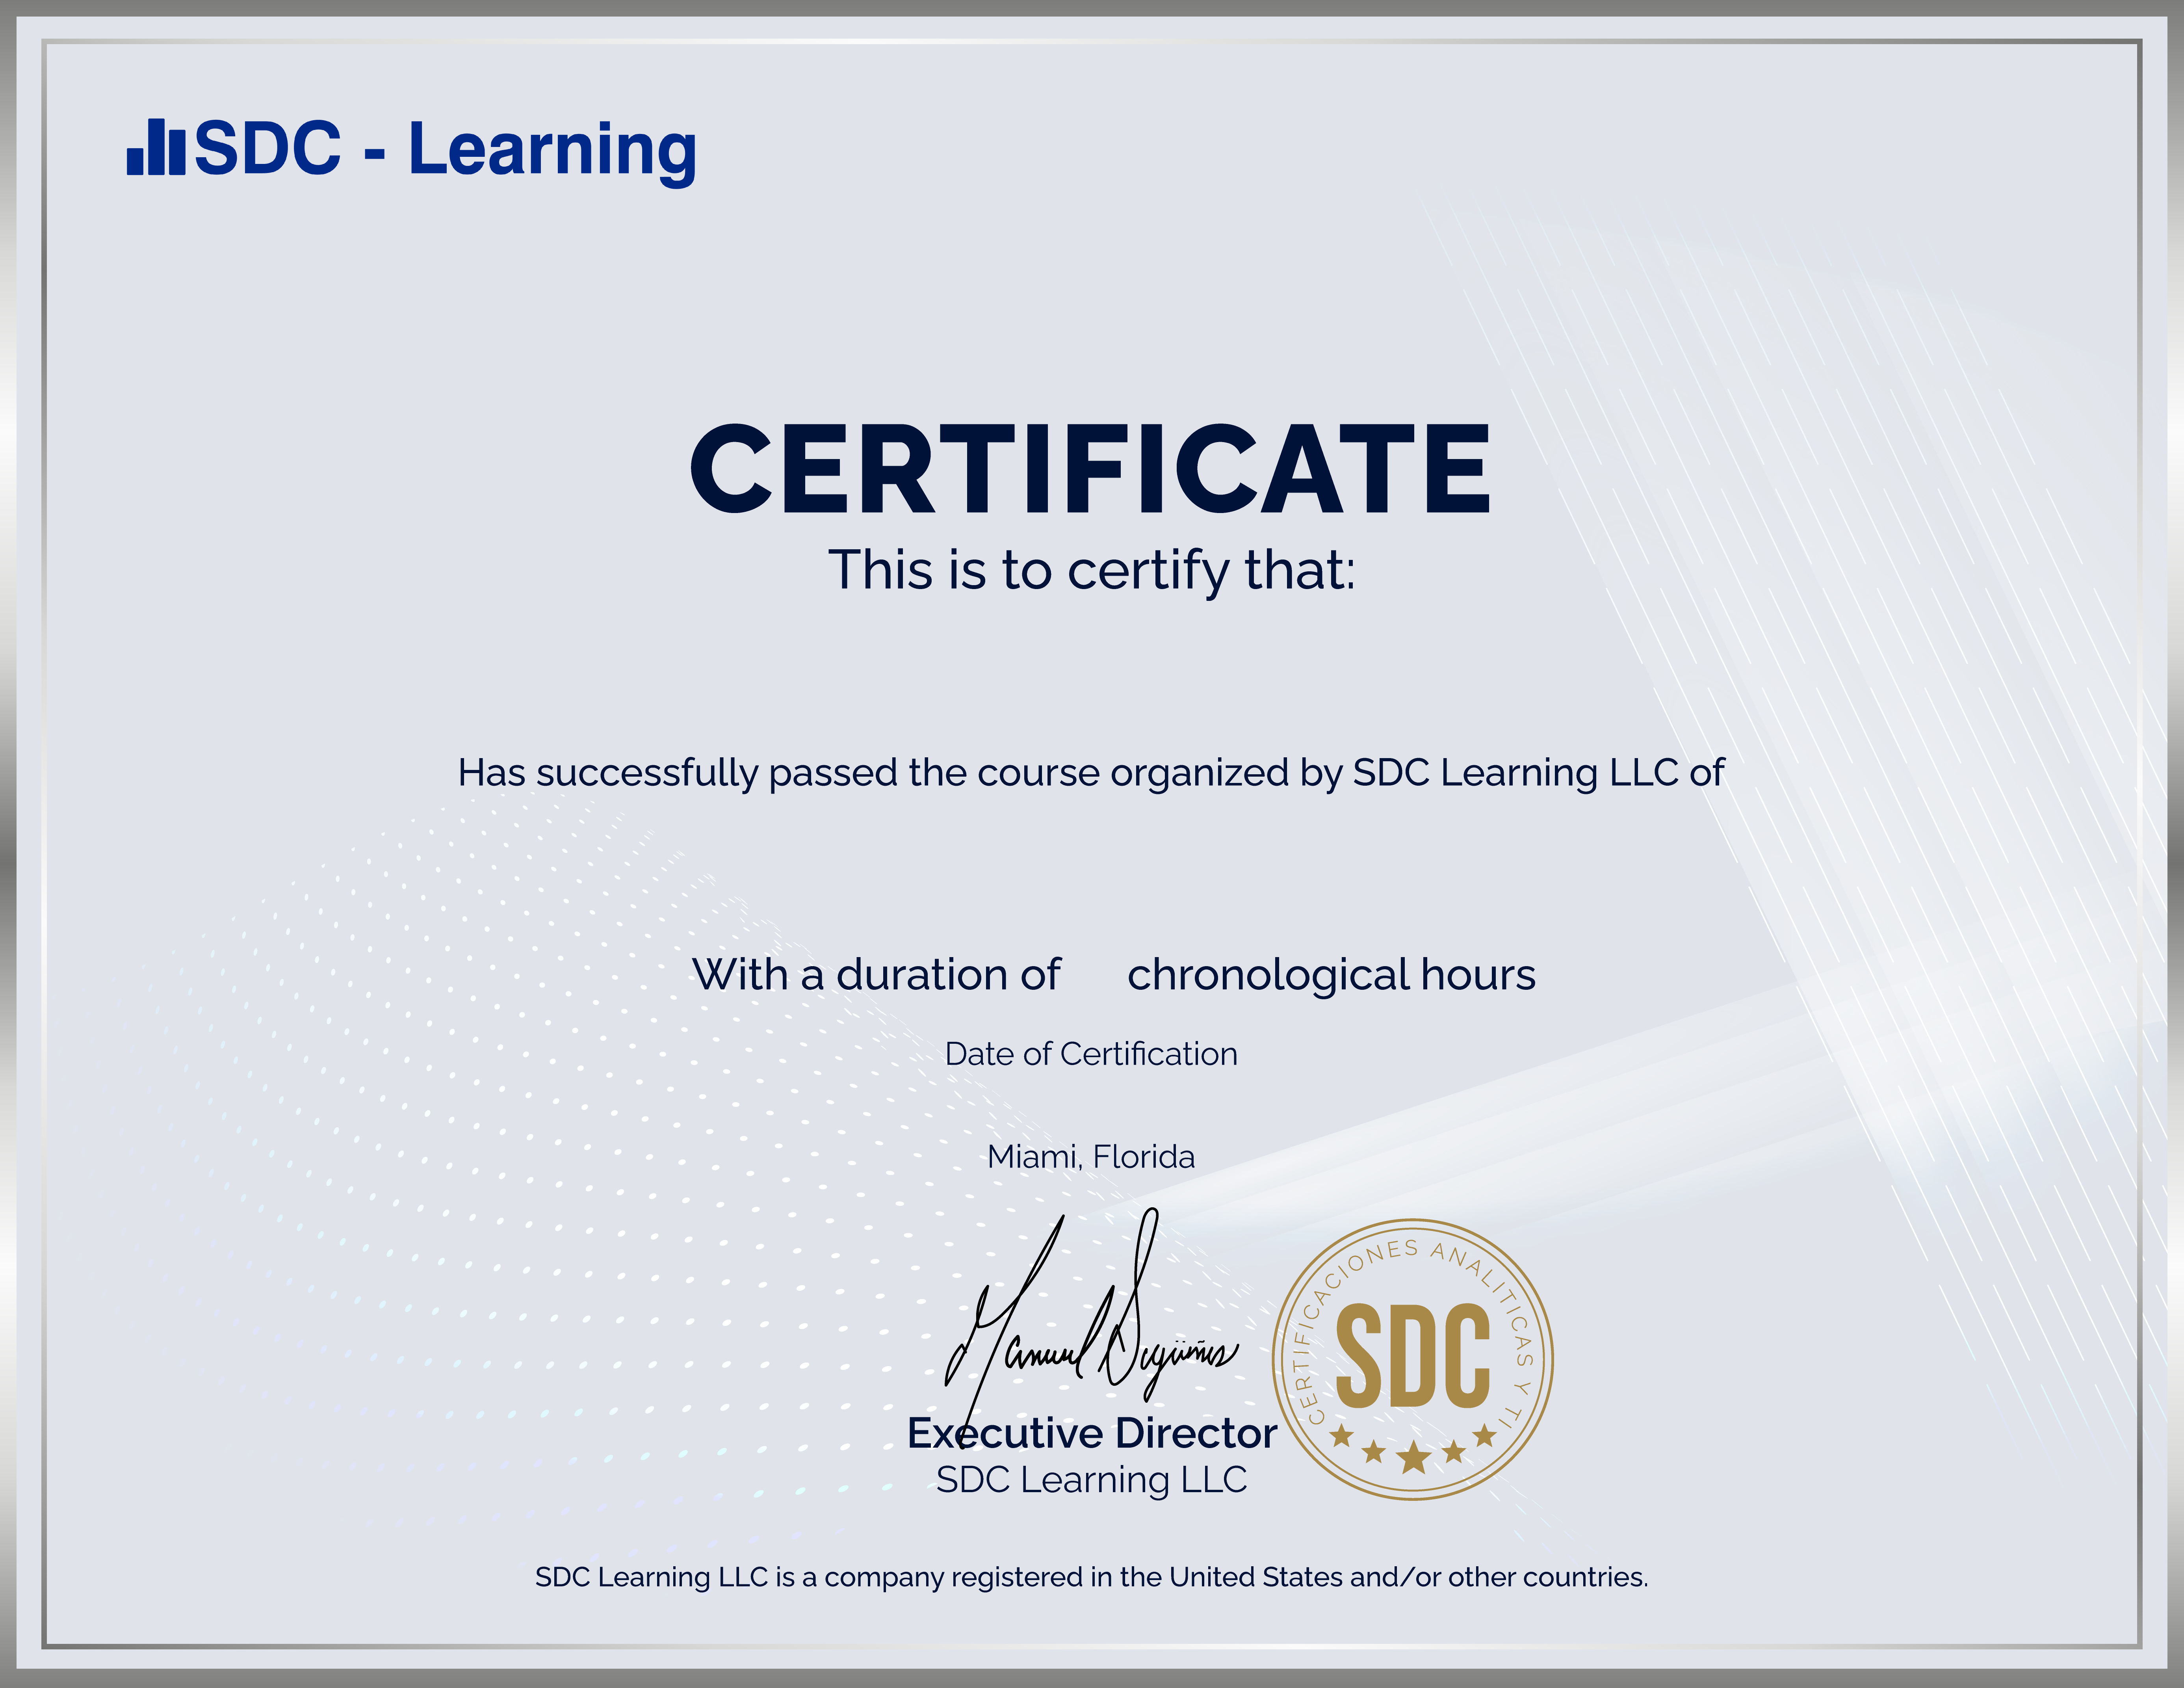 SDC - Learning
CERTIFICATE
This is to certify that:
Has successfully passed the course organized by SDC Learning LLC of
With a duration of chronological hours
Date of Certification
Miami, Florida
CERTIFICACIONES ANALITICAS Y TI
SDC
Executive Director
SDC Learning LLC
SDC Learning LLC is a company registered in the United States and/or other countries.